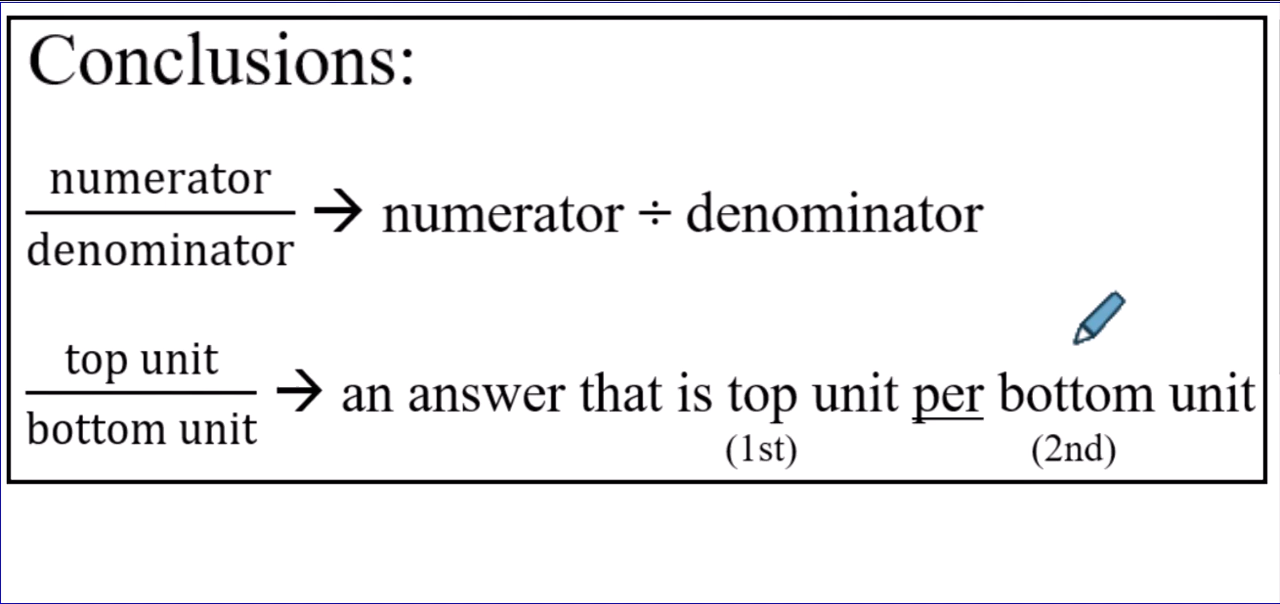 Conclusions:
numerator
denominator
→ numerator ÷ denominator
top unit
bottom unit
→ an answer that is top unit per bottom unit
(1st) (2nd)